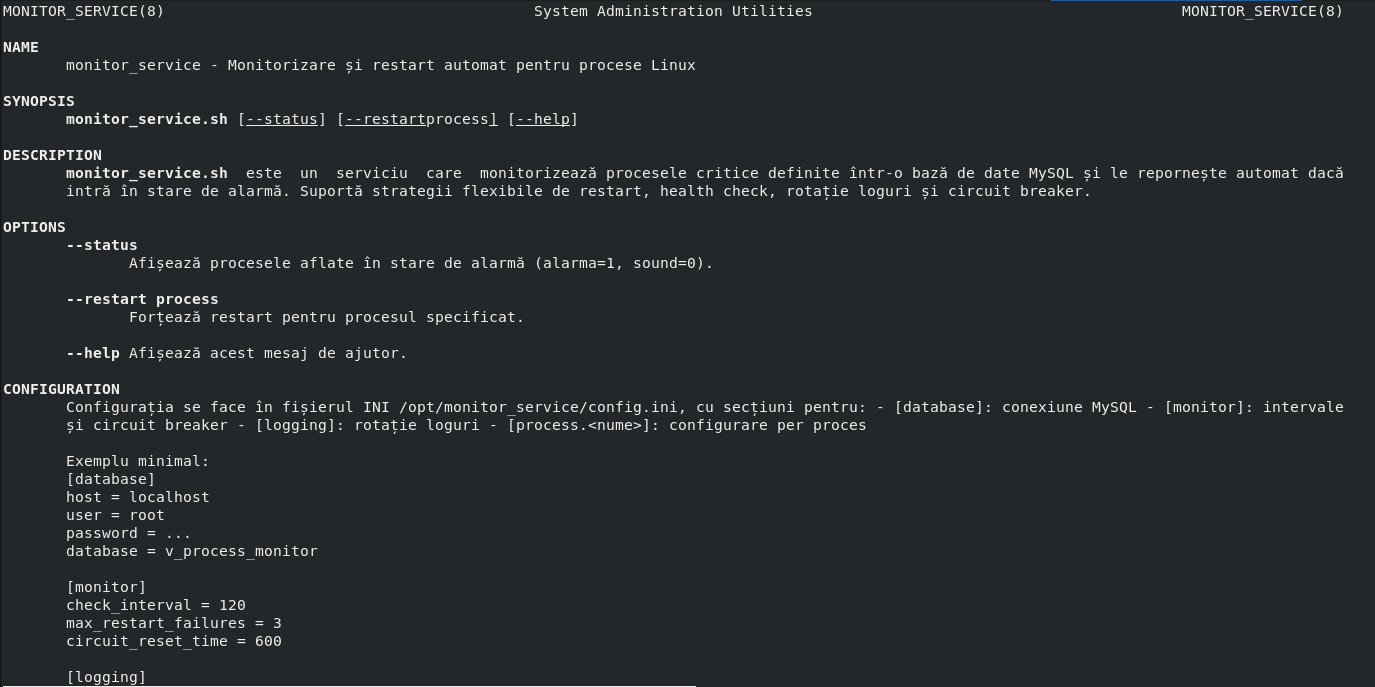 MONITOR_SERVICE(8) System Administration Utilities MONITOR_SERVICE(8)
NAME
monitor_service - Monitorizare și restart automat pentru procese Linux
SYNOPSIS
monitor_service.sh [--status] [--restartprocess] [--help]
DESCRIPTION
monitor_service.sh este un serviciu care monitorizează procesele critice definite într-o bază de date MySQL și le repornește automat dacă
intră în stare de alarmă. Suportă strategii flexibile de restart, health check, rotație loguri și circuit breaker.
OPTIONS
--status
Afișează procesele aflate în stare de alarmă (alarma=1, sound=0).
--restart process
Forțează restart pentru procesul specificat.
--help Afișează acest mesaj de ajutor.
CONFIGURATION
Configurația se face în fișierul INI /opt/monitor_service/config.ini, cu secțiuni pentru: - [database]: conexiune MySQL - [monitor]: intervale
și circuit breaker - [logging]: rotație loguri - [process.<nume>]: configurare per proces
Exemplu minimal:
[database]
host = localhost
user = root
password = ...
database = v_process_monitor
[monitor]
check_interval = 120
max_restart_failures = 3
circuit_reset_time = 600
[logging]